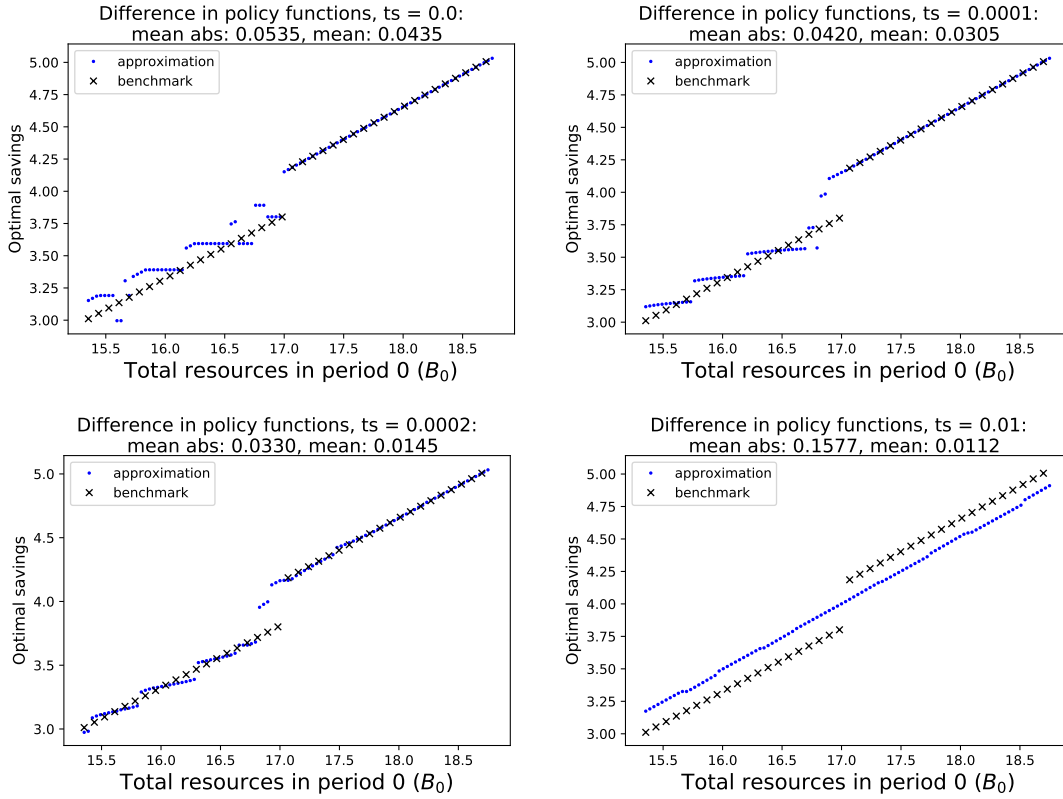 Difference in policy functions, ts = 0.0:
mean abs: 0.0535, mean: 0.0435
approximation
benchmark
5.00
4.75
4.50
4.25
4.00
3.75
3.50
3.25
3.00
Optimal savings
15.5 16.0 16.5 17.0 17.5 18.0 18.5
Total resources in period 0 (B₀)
Difference in policy functions, ts = 0.0001:
mean abs: 0.0420, mean: 0.0305
approximation
benchmark
5.00
4.75
4.50
4.25
4.00
3.75
3.50
3.25
3.00
Optimal savings
15.5 16.0 16.5 17.0 17.5 18.0 18.5
Total resources in period 0 (B₀)
Difference in policy functions, ts = 0.0002:
mean abs: 0.0330, mean: 0.0145
approximation
benchmark
5.0
4.5
4.0
3.5
3.0
Optimal savings
15.5 16.0 16.5 17.0 17.5 18.0 18.5
Total resources in period 0 (B₀)
Difference in policy functions, ts = 0.01:
mean abs: 0.1577, mean: 0.0112
approximation
benchmark
5.00
4.75
4.50
4.25
4.00
3.75
3.50
3.25
3.00
Optimal savings
15.5 16.0 16.5 17.0 17.5 18.0 18.5
Total resources in period 0 (B₀)